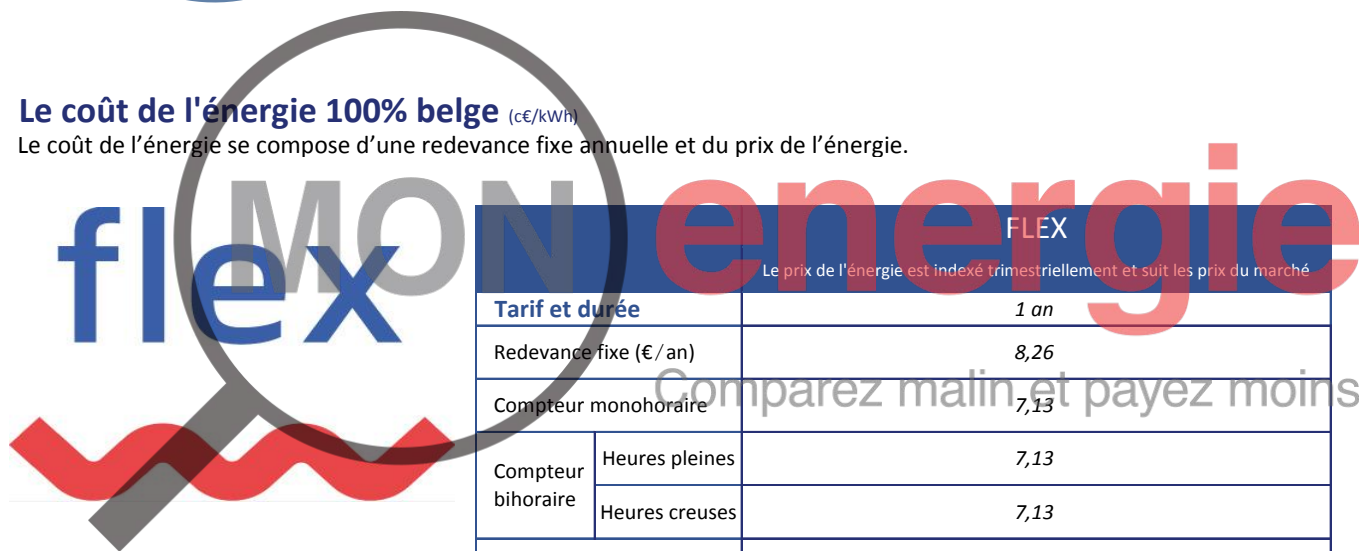 Le coût de l'énergie 100% belge (c€/kWh)
Le coût de l’énergie se compose d’une redevance fixe annuelle et du prix de l’énergie.
MON energie
Comparez malin et payez moins
flex
FLEX
Le prix de l'énergie est indexé trimestriellement et suit les prix du marché
Tarif et durée 1 an
Redevance fixe (€/an) 8,26
Compteur monohoraire 7,13
Compteur bihoraire
Heures pleines 7,13
Heures creuses 7,13